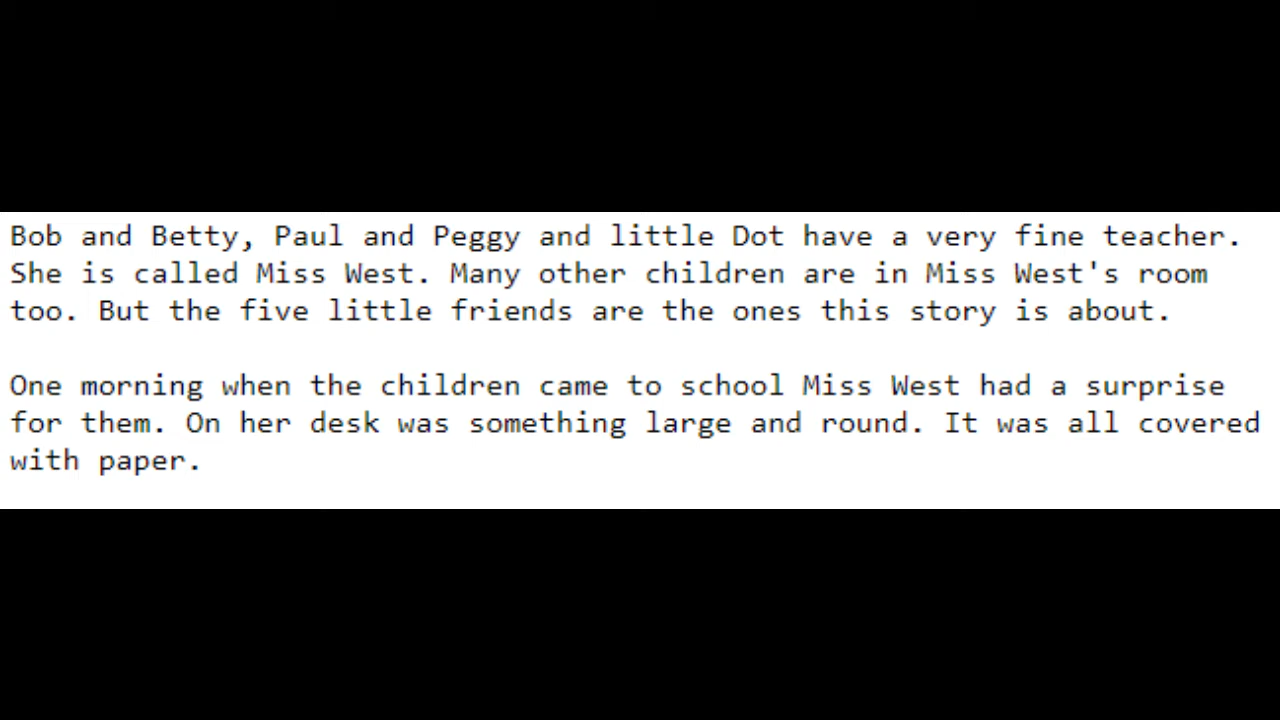 Bob and Betty, Paul and Peggy and little Dot have a very fine teacher.
She is called Miss West. Many other children are in Miss West's room
too. But the five little friends are the ones this story is about.

One morning when the children came to school Miss West had a surprise
for them. On her desk was something large and round. It was all covered
with paper.